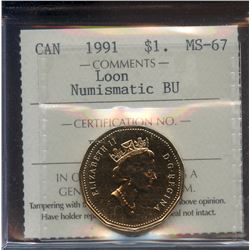 CAN 1991 $1. MS-67
COMMENTS
Loon
Numismatic BU
CERTIFICATION NO.
ELIZABETH II D·G·REGINA
IN
GEN
Tampering with
above opinion.
Have holder
seal not intact.